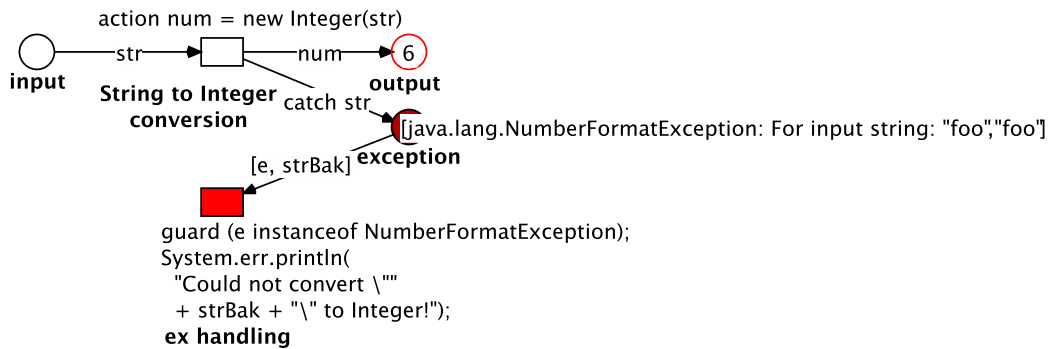 action num = new Integer(str)
str
num
6
input
output
String to Integer
conversion
catch str
[java.lang.NumberFormatException: For input string: "foo","foo"]
exception
[e, strBak]
guard (e instanceof NumberFormatException);
System.err.println(
"Could not convert \""
+ strBak + "\" to Integer!");
ex handling